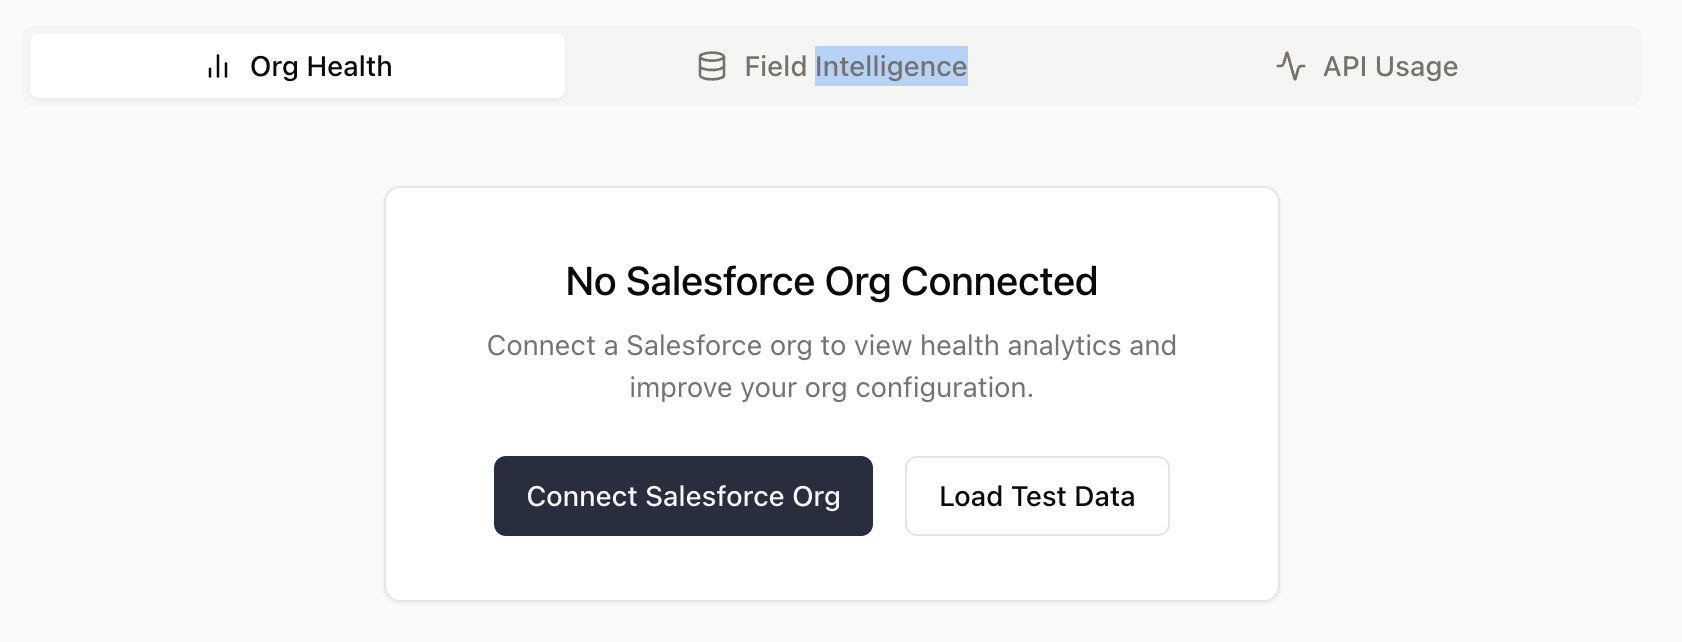 Org Health
Field Intelligence
API Usage
No Salesforce Org Connected
Connect a Salesforce org to view health analytics and
improve your org configuration.
Connect Salesforce Org
Load Test Data